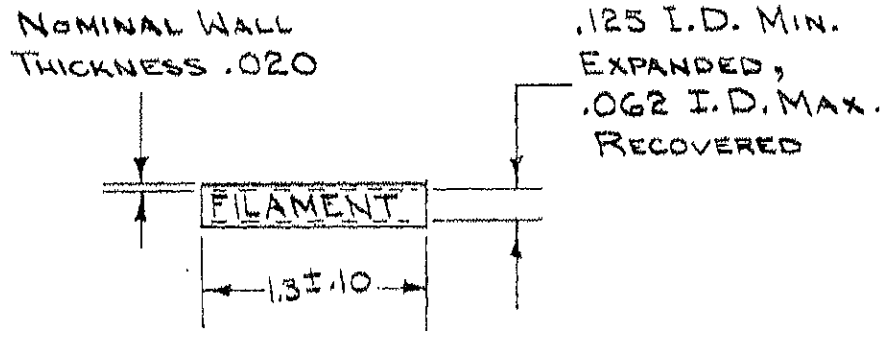 NOMINAL WALL
THICKNESS .020
.125 I.D. MIN.
EXPANDED,
.062 I.D. MAX.
RECOVERED
FILAMENT
1.3±.10